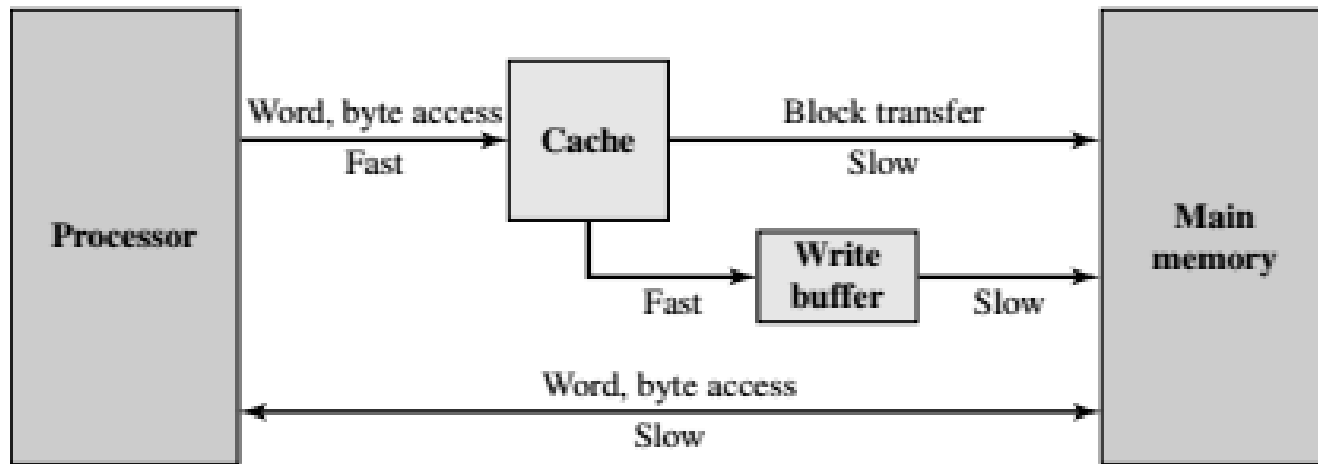 Word, byte access
Block transfer
Fast
Cache
Slow
Processor
Main
memory
Write
buffer
Fast
Slow
Word, byte access
Slow